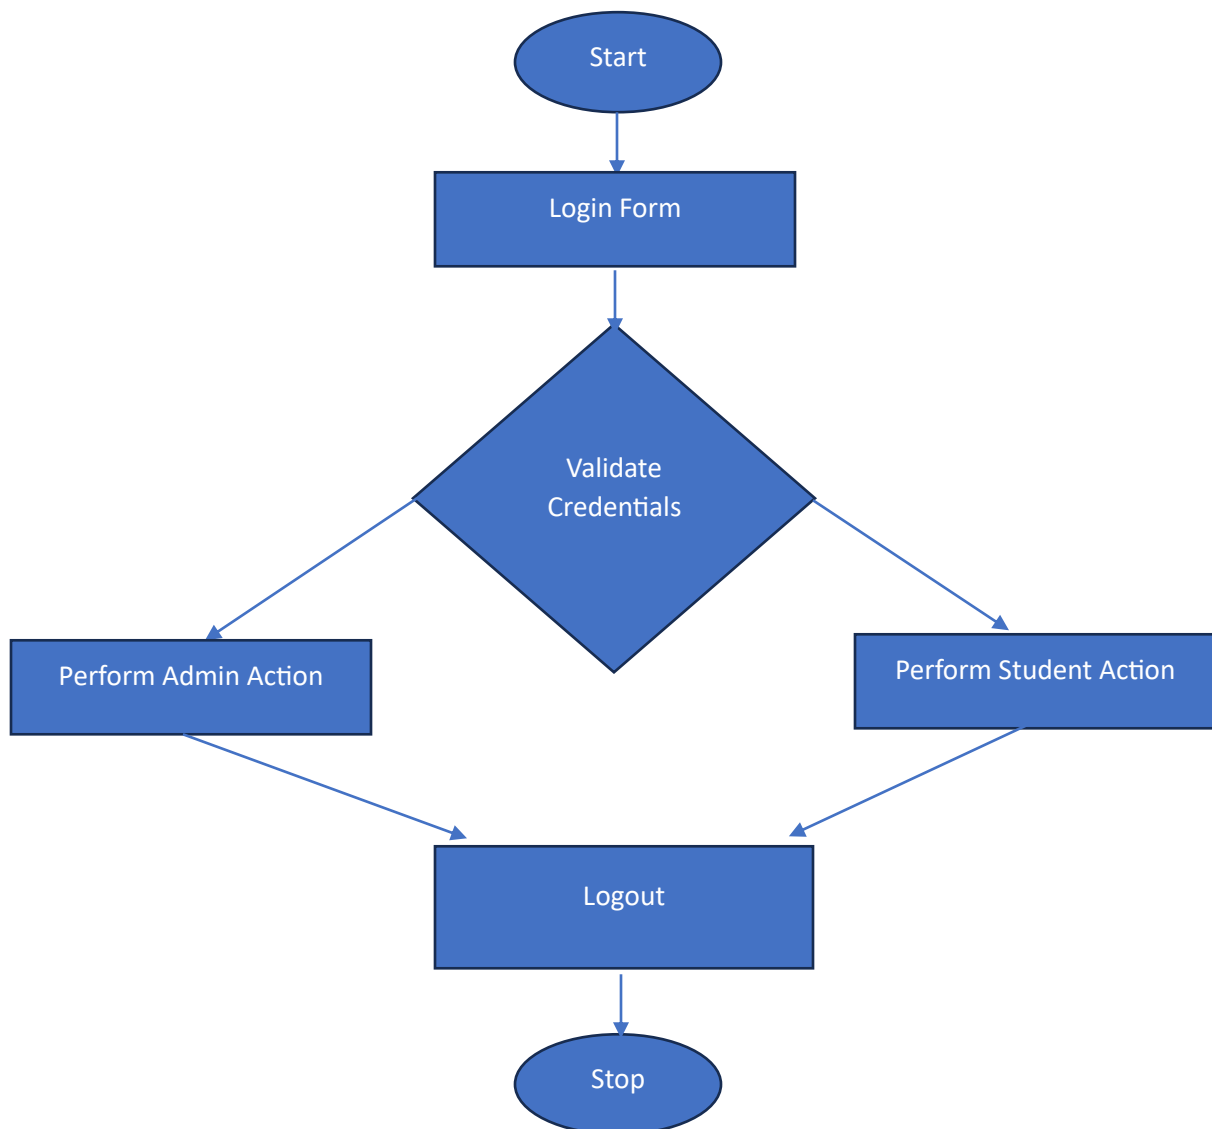 Start
Login Form
Validate
Credentials
Perform Admin Action
Perform Student Action
Logout
Stop